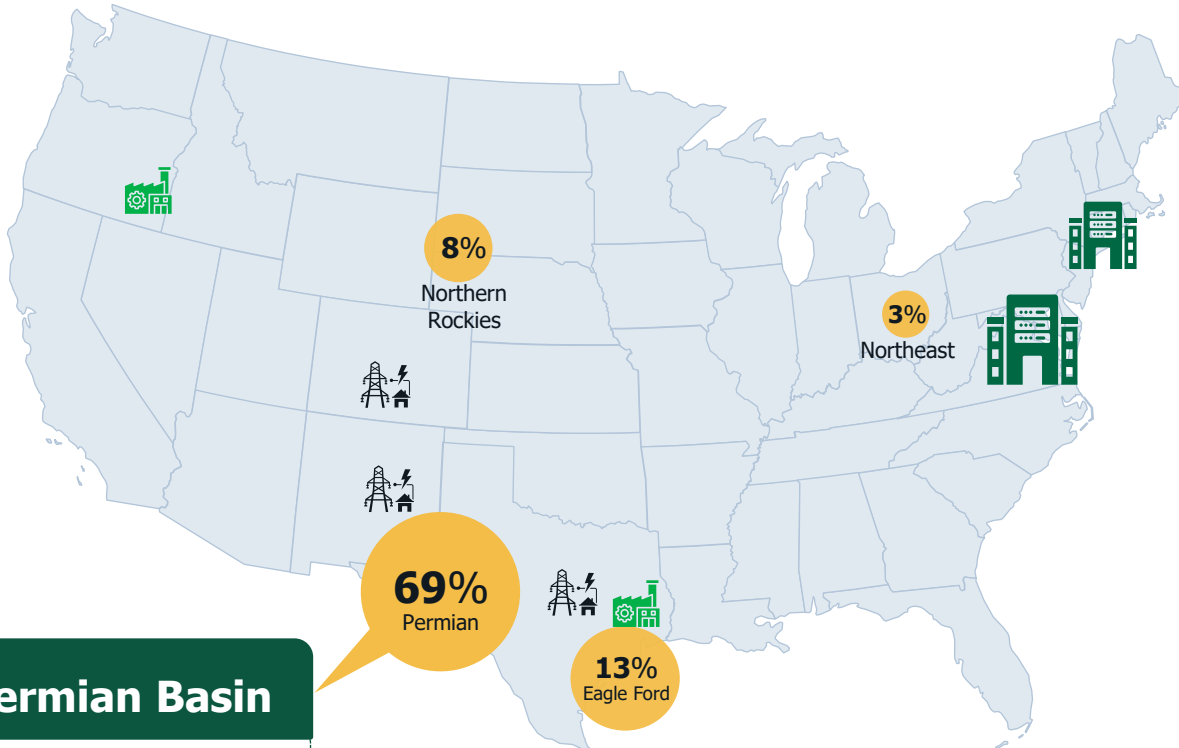 8%
Northern
Rockies
3%
Northeast
69%
Permian
13%
Eagle Ford
ermian Basin